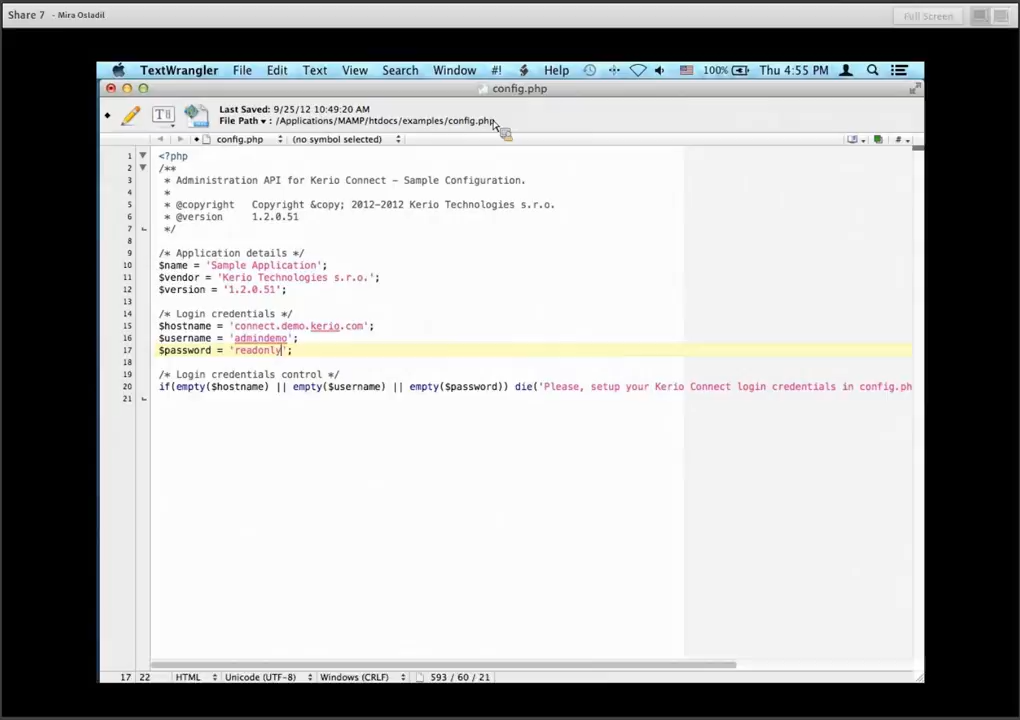 Share 7 - Mira Osladil
Full Screen
TextWrangler File Edit Text View Search Window #! Help 100% Thu 4:55 PM
config.php
Last Saved: 9/25/12 10:49:20 AM
File Path ▾ : /Applications/MAMP/htdocs/examples/config.php
config.php (no symbol selected) #
1 <?php
2 /**
3 * Administration API for Kerio Connect - Sample Configuration.
4 *
5 * @copyright Copyright &copy; 2012-2012 Kerio Technologies s.r.o.
6 * @version 1.2.0.51
7 */
8
9 /* Application details */
10 $name = 'Sample Application';
11 $vendor = 'Kerio Technologies s.r.o.';
12 $version = '1.2.0.51';
13
14 /* Login credentials */
15 $hostname = 'connect.demo.kerio.com';
16 $username = 'admindemo';
17 $password = 'readonly';
18
19 /* Login credentials control */
20 if(empty($hostname) || empty($username) || empty($password)) die('Please, setup your Kerio Connect login credentials in config.ph
21
17 22 HTML Unicode (UTF-8) Windows (CRLF) 593 / 60 / 21